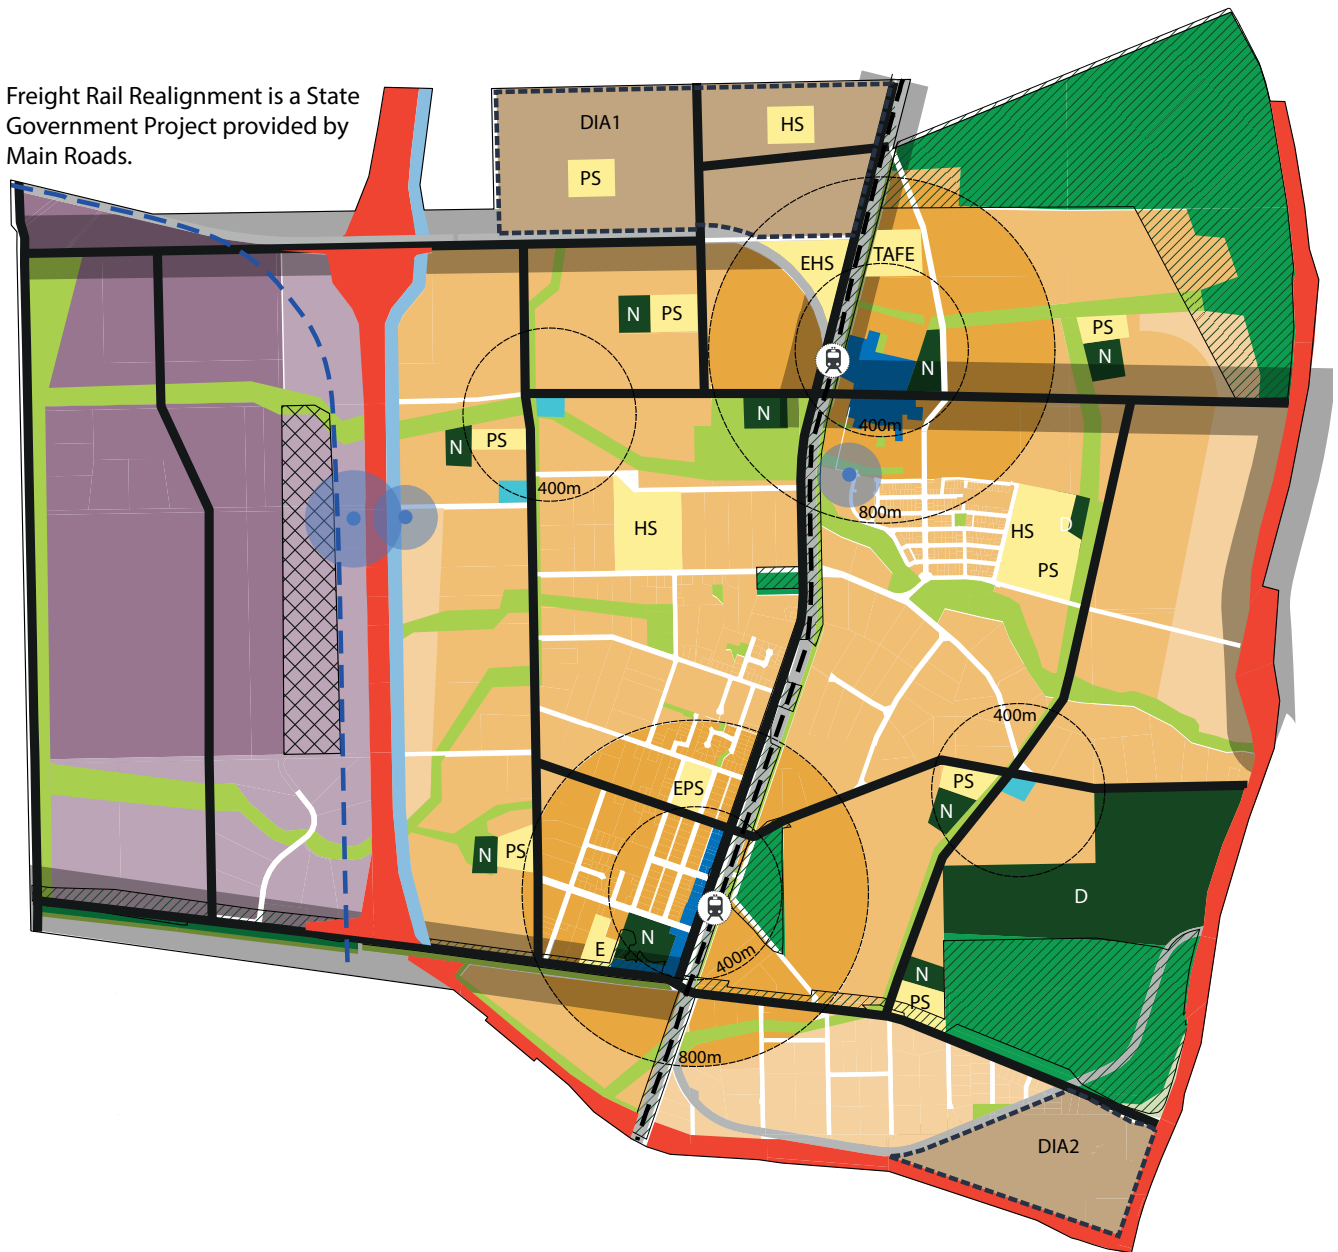 Freight Rail Realignment is a State
Government Project provided by
Main Roads.
DIA1
HS
PS
EHS
TAFE
N
PS
PS
N
N
N
N
PS
400m
400m
800m
HS
HS
D
PS
400m
EPS
PS
N
N
PS
D
N
E
400m
N
PS
800m
DIA2